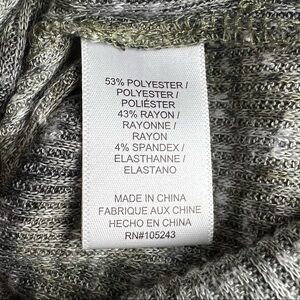 53% POLYESTER /
POLYESTER /
POLIÉSTER
43% RAYON /
RAYONNE /
RAYON
4% SPANDEX /
ELASTHANNE /
ELASTANO
MADE IN CHINA
FABRIQUE AUX CHINE
HECHO EN CHINA
RN#105243